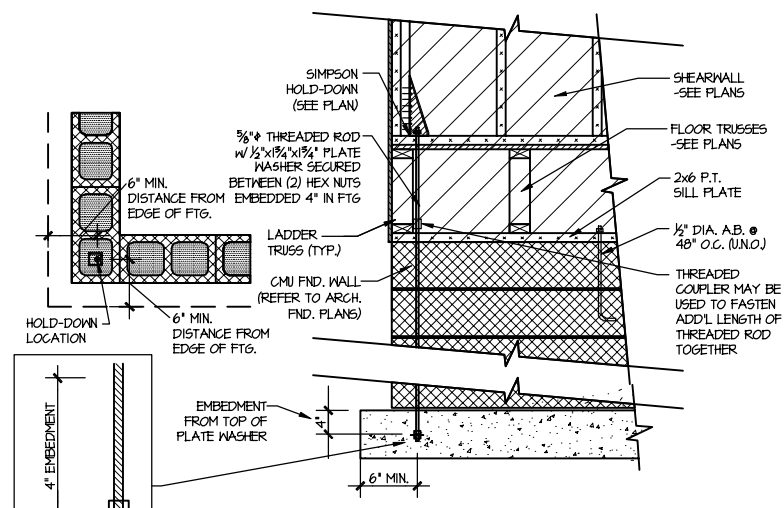 SIMPSON
HOLD-DOWN
(SEE PLAN)
5/8"ϕ THREADED ROD
W/ 1/2"x1 3/4"x1 3/4" PLATE
WASHER SECURED
BETWEEN (2) HEX NUTS
EMBEDDED 4" IN FTG
LADDER
TRUSS (TYP.)
CMU FND. WALL
(REFER TO ARCH.
FND. PLANS)
SHEARWALL
-SEE PLANS
FLOOR TRUSSES
-SEE PLANS
2x6 P.T.
SILL PLATE
1/2" DIA. A.B. @
48" O.C. (U.N.O.)
THREADED
COUPLER MAY BE
USED TO FASTEN
ADD'L LENGTH OF
THREADED ROD
TOGETHER
6" MIN.
DISTANCE FROM
EDGE OF FTG.
HOLD-DOWN
LOCATION
6" MIN.
DISTANCE FROM
EDGE OF FTG.
EMBEDMENT
FROM TOP OF
PLATE WASHER
4"
6" MIN.
4" EMBEDMENT